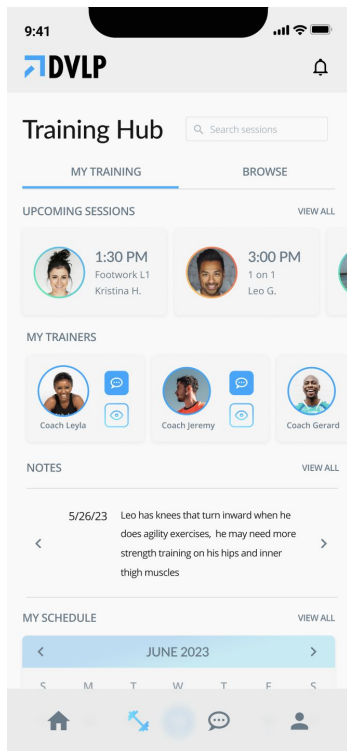 9:41
DVLP
Training Hub
Search sessions
MY TRAINING
BROWSE
UPCOMING SESSIONS
VIEW ALL
1:30 PM
Footwork L1
Kristina H.
3:00 PM
1 on 1
Leo G.
MY TRAINERS
Coach Leyla
Coach Jeremy
Coach Gerard
NOTES
VIEW ALL
5/26/23
Leo has knees that turn inward when he
does agility exercises, he may need more
strength training on his hips and inner
thigh muscles
MY SCHEDULE
VIEW ALL
JUNE 2023
S M T W T F S